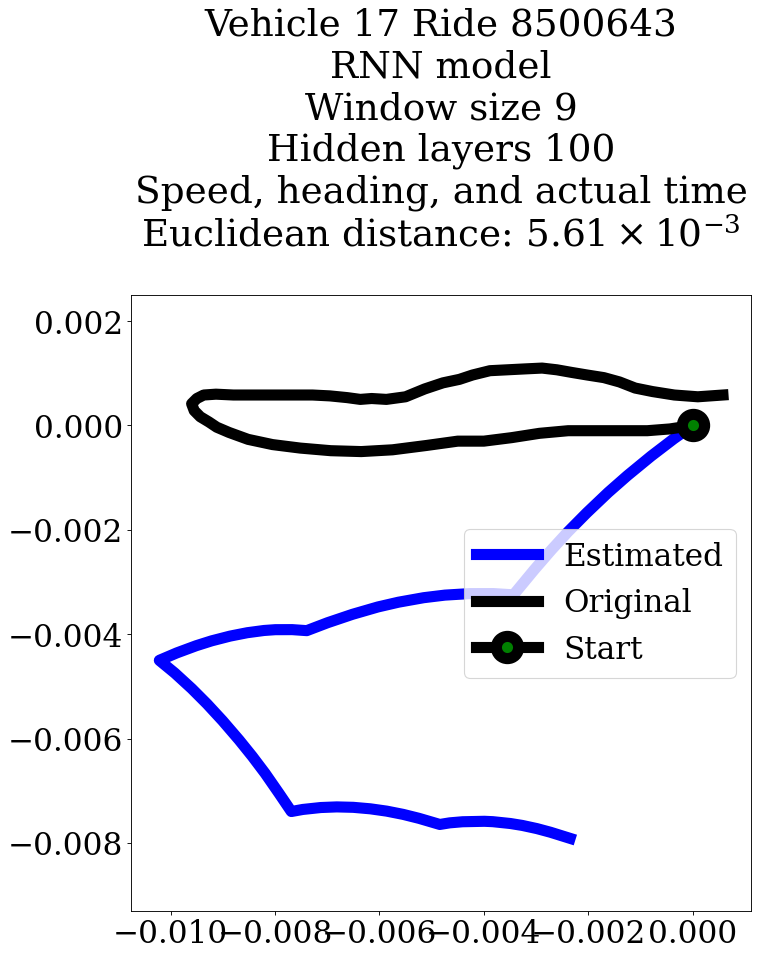 Vehicle 17 Ride 8500643
RNN model
Window size 9
Hidden layers 100
Speed, heading, and actual time
Euclidean distance: 5.61 × 10⁻³
0.002
0.000
−0.002
−0.004
−0.006
−0.008
Estimated
Original
Start
−0.010 −0.008 −0.006 −0.004 −0.002 0.000